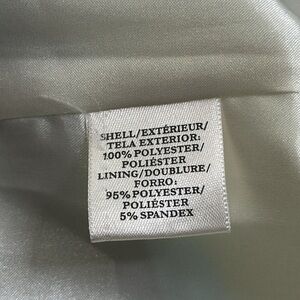 SHELL/EXTÉRIEUR/
TELA EXTERIOR:
100% POLYESTER/
POLIÉSTER
LINING/DOUBLURE/
FORRO:
95% POLYESTER/
POLIÉSTER
5% SPANDEX